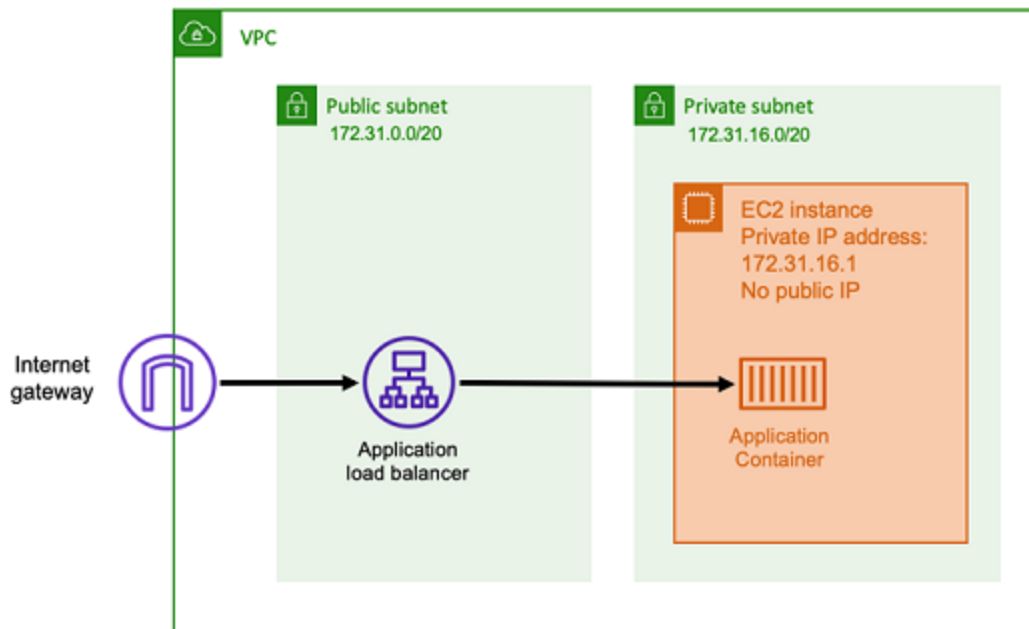 VPC
Public subnet
172.31.0.0/20
Private subnet
172.31.16.0/20
EC2 instance
Private IP address:
172.31.16.1
No public IP
Internet
gateway
Application
load balancer
Application
Container